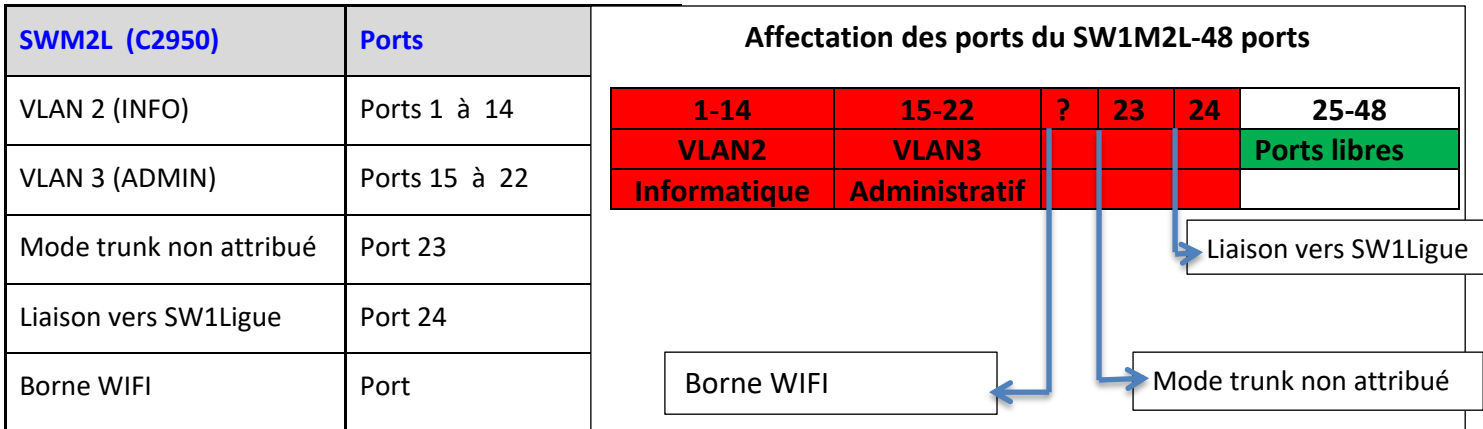 SWM2L (C2950) Ports
VLAN 2 (INFO) Ports 1 à 14
VLAN 3 (ADMIN) Ports 15 à 22
Mode trunk non attribué Port 23
Liaison vers SW1Ligue Port 24
Borne WIFI Port
Affectation des ports du SW1M2L-48 ports
1-14 15-22 ? 23 24 25-48
VLAN2 VLAN3 Ports libres
Informatique Administratif
Liaison vers SW1Ligue
Borne WIFI
Mode trunk non attribué